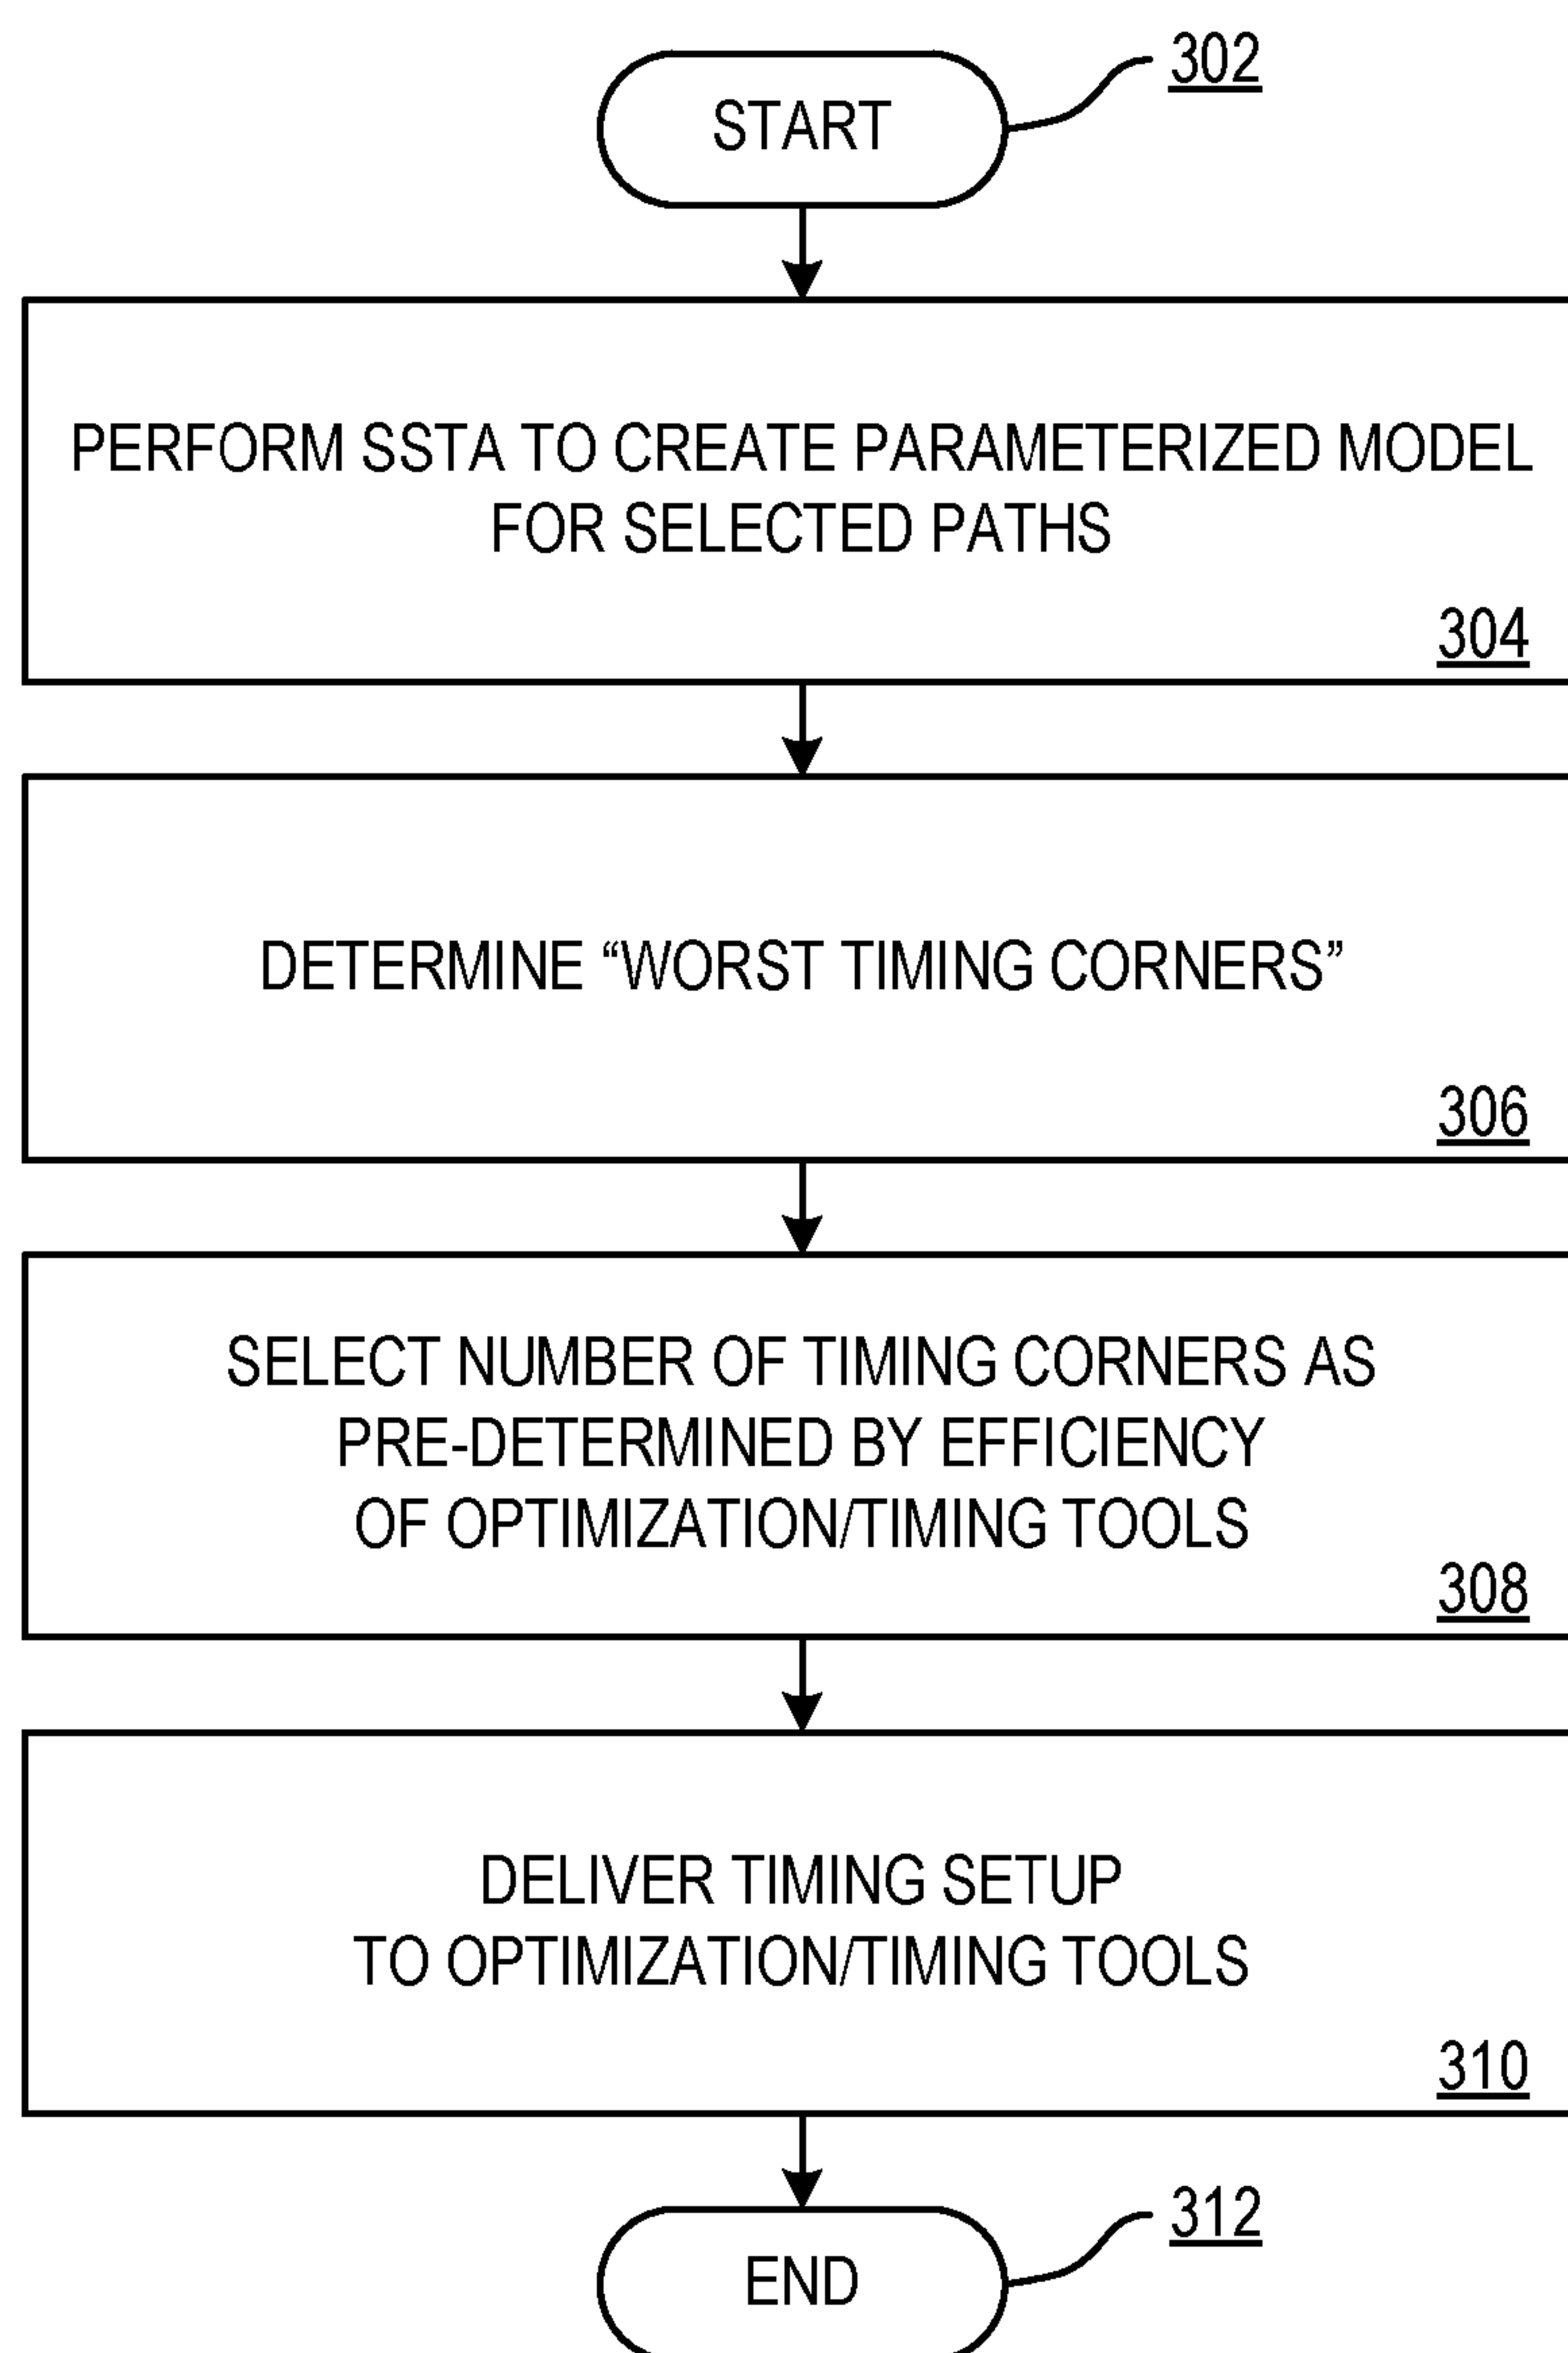 302
START
PERFORM SSTA TO CREATE PARAMETERIZED MODEL
FOR SELECTED PATHS
304
DETERMINE “WORST TIMING CORNERS”
306
SELECT NUMBER OF TIMING CORNERS AS
PRE-DETERMINED BY EFFICIENCY
OF OPTIMIZATION/TIMING TOOLS
308
DELIVER TIMING SETUP
TO OPTIMIZATION/TIMING TOOLS
310
312
END